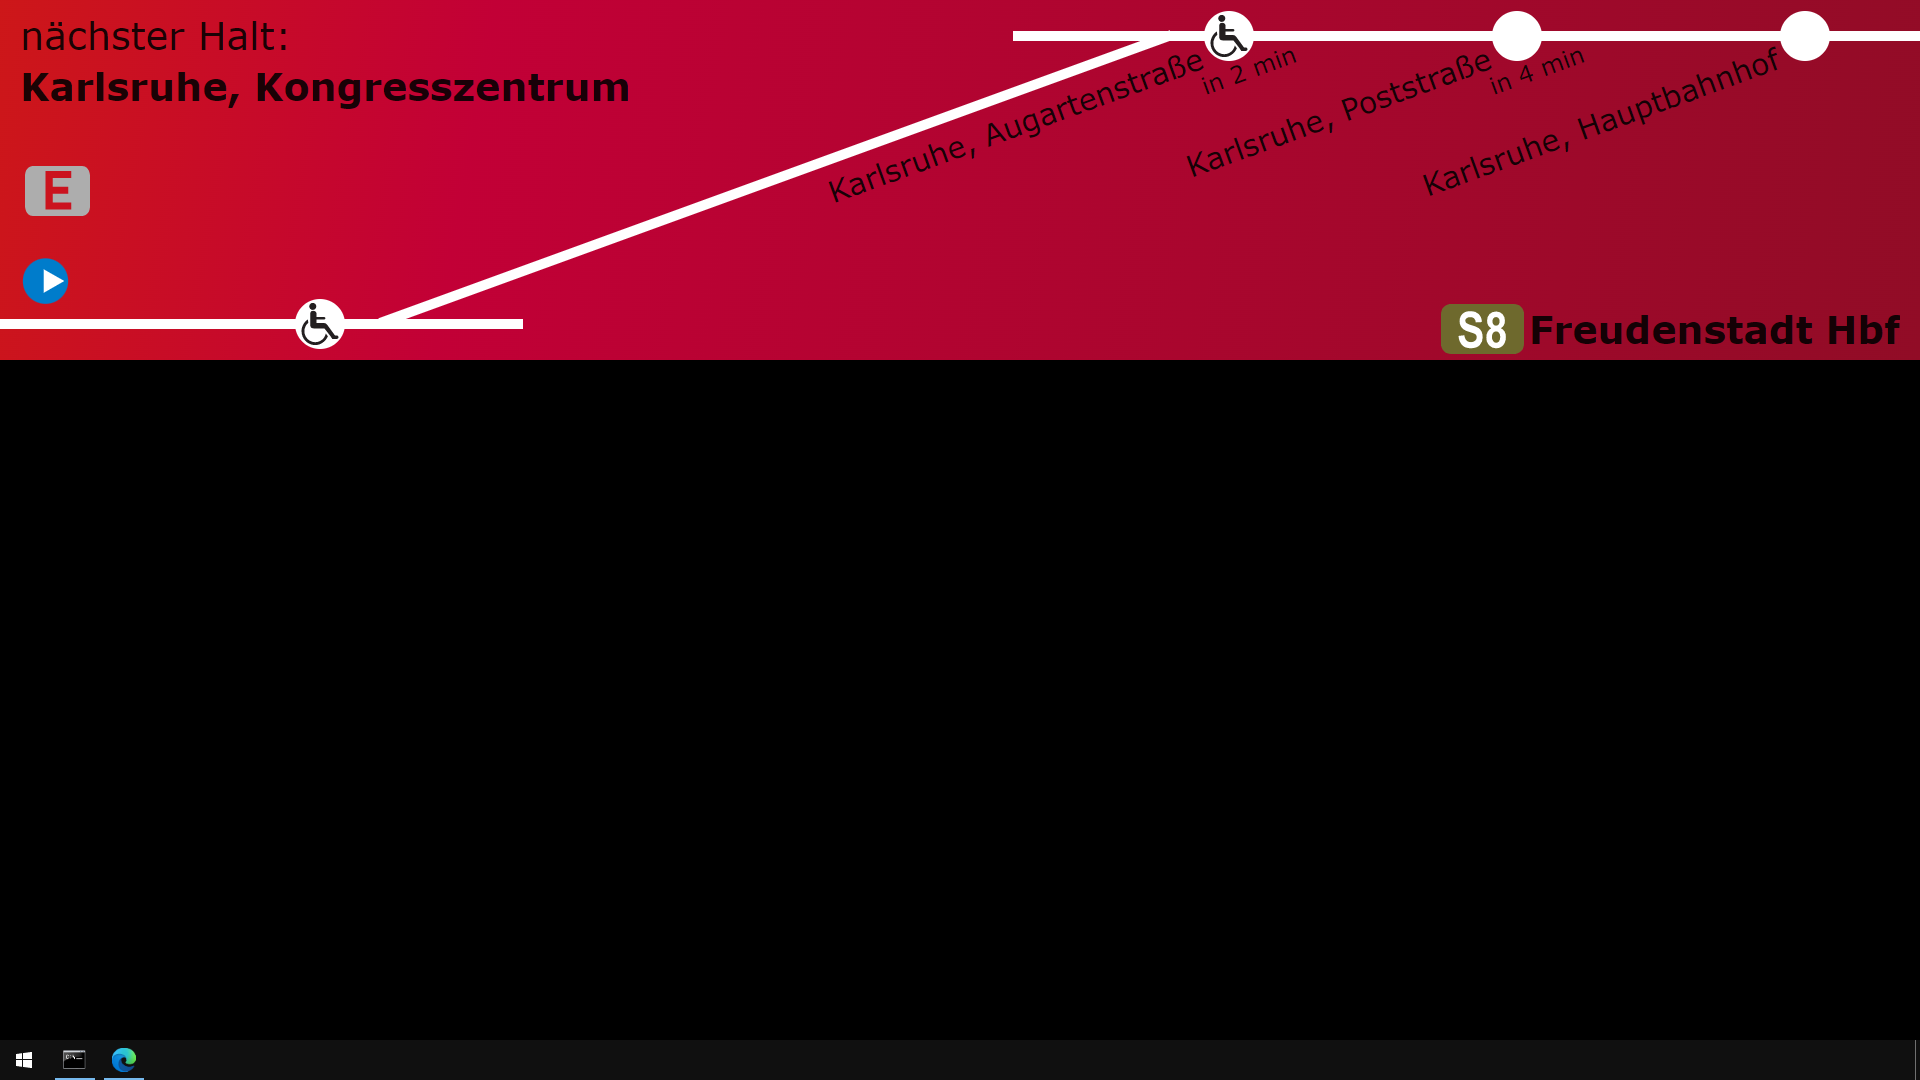 nächster Halt:
Karlsruhe, Kongresszentrum
E
Karlsruhe, Augartenstraße
in 2 min
Karlsruhe, Poststraße
in 4 min
Karlsruhe, Hauptbahnhof
S8 Freudenstadt Hbf